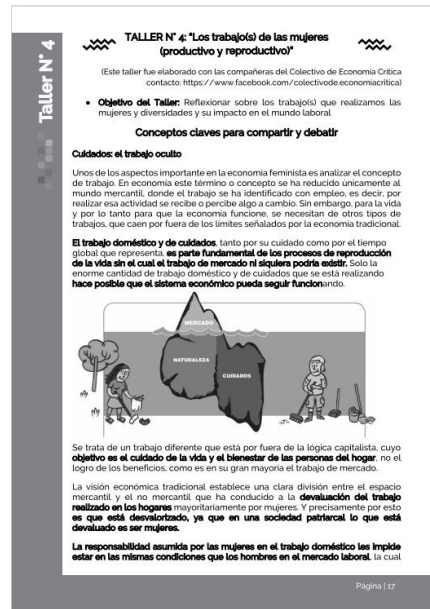 Taller N° 4
TALLER N° 4: "Los trabajo(s) de las mujeres
(productivo y reproductivo)"
(Este taller fue elaborado con las compañeras del Colectivo de Economía Crítica
contacto: https://www.facebook.com/colectivode.economiacritica)
• Objetivo del Taller: Reflexionar sobre los trabajo(s) que realizamos las
mujeres y diversidades y su impacto en el mundo laboral
Conceptos claves para compartir y debatir
Cuidados: el trabajo oculto
Unos de los aspectos importante en la economía feminista es analizar el concepto
de trabajo. En economía este término o concepto se ha reducido únicamente al
mundo mercantil, donde el trabajo se ha identificado con empleo, es decir, por
realizar esa actividad se recibe o percibe algo a cambio. Sin embargo, para la vida
y por lo tanto para que la economía funcione, se necesitan de otros tipos de
trabajos, que caen por fuera de los límites señalados por la economía tradicional.
El trabajo doméstico y de cuidados, tanto por su cuidado como por el tiempo
global que representa, es parte fundamental de los procesos de reproducción
de la vida sin el cual el trabajo de mercado ni siquiera podría existir. Solo la
enorme cantidad de trabajo doméstico y de cuidados que se está realizando
hace posible que el sistema económico pueda seguir funcionando.
MERCADO
NATURALEZA
CUIDADOS
Se trata de un trabajo diferente que está por fuera de la lógica capitalista, cuyo
objetivo es el cuidado de la vida y el bienestar de las personas del hogar, no el
logro de los beneficios, como es en su gran mayoría el trabajo de mercado.
La visión económica tradicional establece una clara división entre el espacio
mercantil y el no mercantil que ha conducido a la devaluación del trabajo
realizado en los hogares mayoritariamente por mujeres. Y precisamente por esto
es que está desvalorizado, ya que en una sociedad patriarcal lo que está
devaluado es ser mujeres.
La responsabilidad asumida por las mujeres en el trabajo doméstico les impide
estar en las mismas condiciones que los hombres en el mercado laboral, la cual
Página | 17